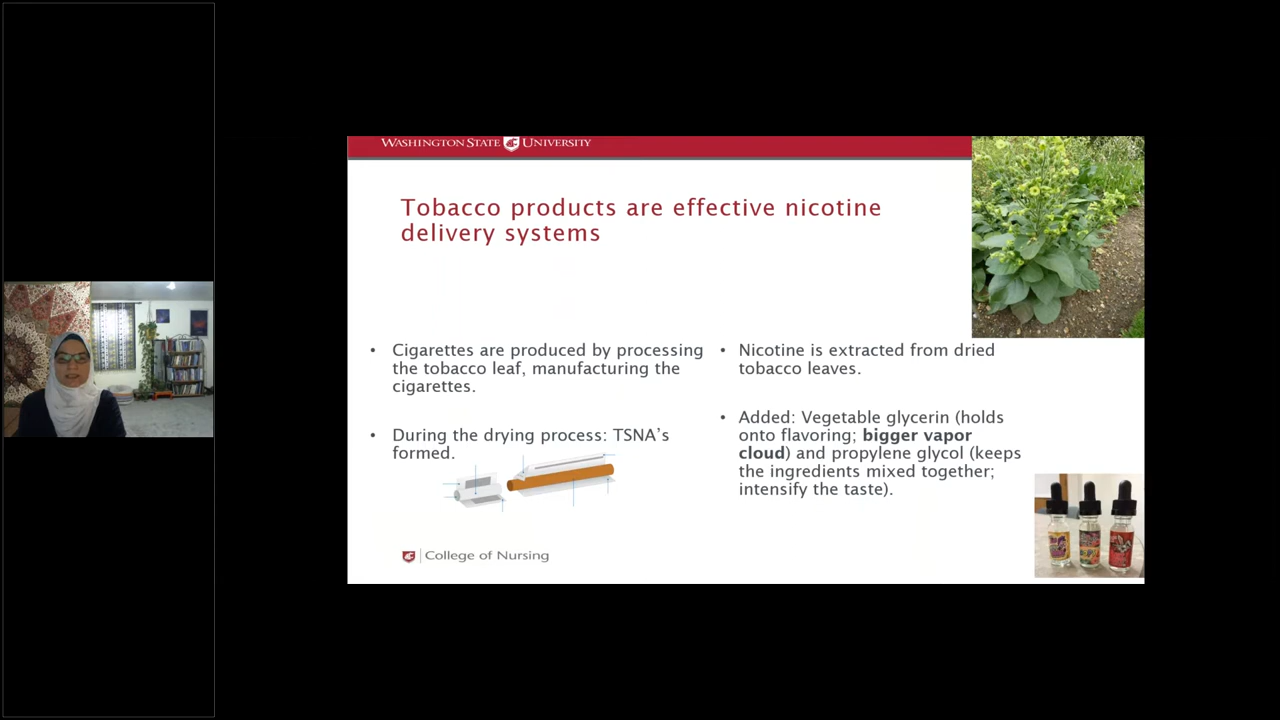 WASHINGTON STATE UNIVERSITY
Tobacco products are effective nicotine
delivery systems
• Cigarettes are produced by processing
the tobacco leaf, manufacturing the
cigarettes.
• During the drying process: TSNA's
formed.
• Nicotine is extracted from dried
tobacco leaves.
• Added: Vegetable glycerin (holds
onto flavoring; bigger vapor
cloud) and propylene glycol (keeps
the ingredients mixed together;
intensify the taste).
College of Nursing